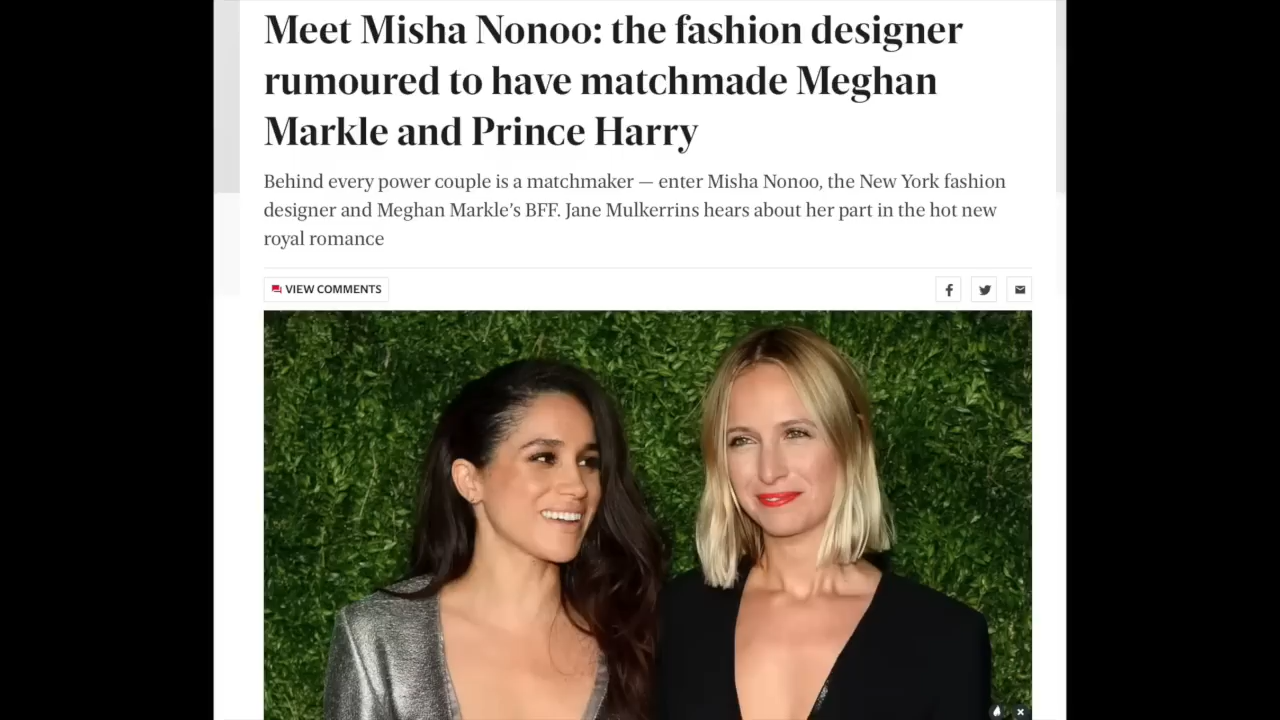 Meet Misha Nonoo: the fashion designer
rumoured to have matchmade Meghan
Markle and Prince Harry
Behind every power couple is a matchmaker — enter Misha Nonoo, the New York fashion
designer and Meghan Markle’s BFF. Jane Mulkerrins hears about her part in the hot new
royal romance
VIEW COMMENTS